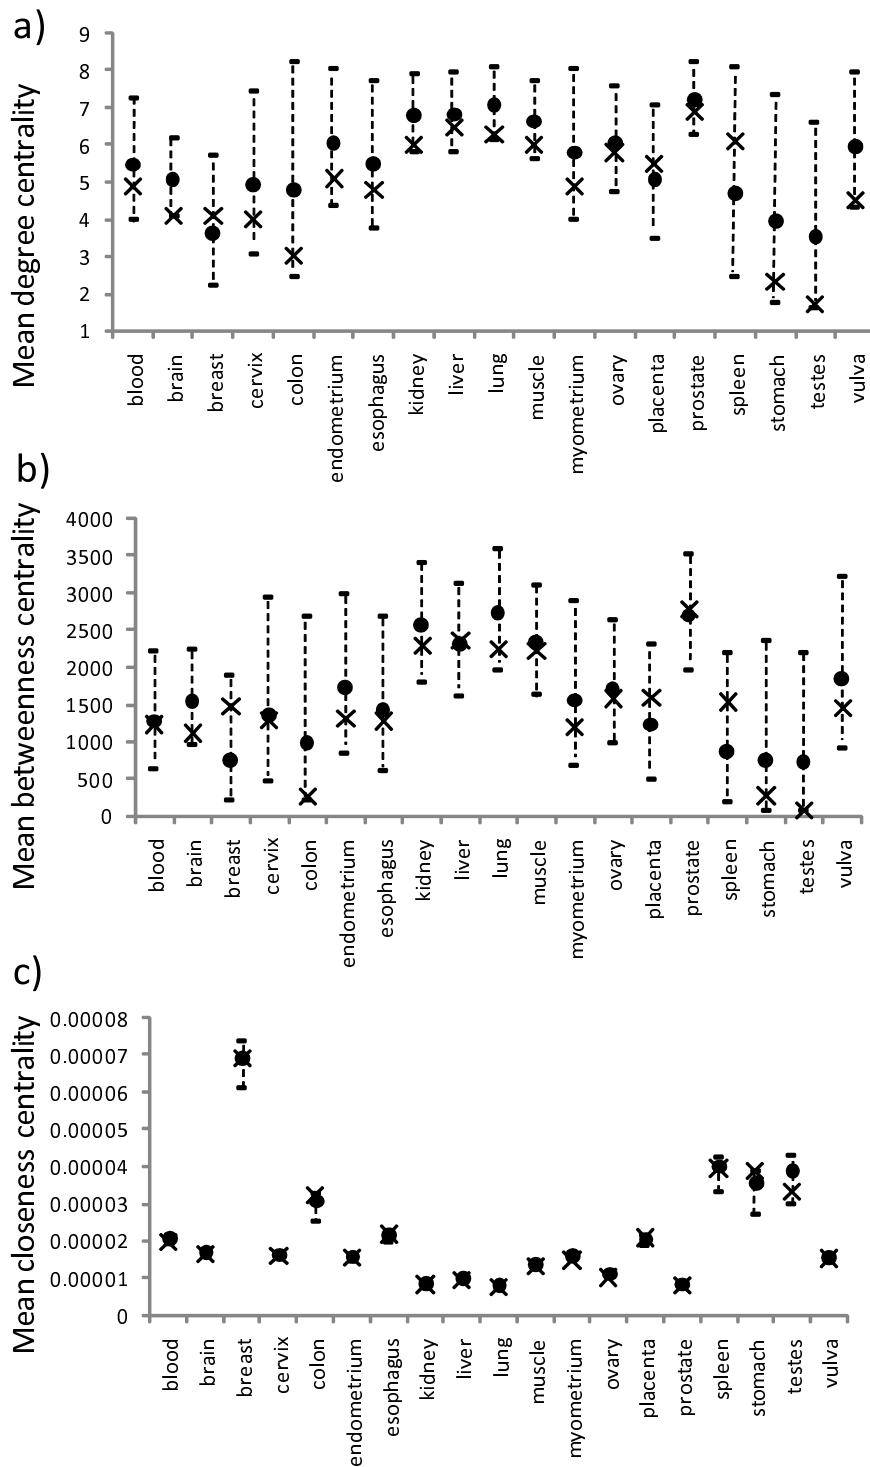 a)
Mean degree centrality
9
8
7
6
5
4
3
2
1
blood
brain
breast
cervix
colon
endometrium
esophagus
kidney
liver
lung
muscle
myometrium
ovary
placenta
prostate
spleen
stomach
testes
vulva
b)
Mean betweenness centrality
4000
3500
3000
2500
2000
1500
1000
500
0
blood
brain
breast
cervix
colon
endometrium
esophagus
kidney
liver
lung
muscle
myometrium
ovary
placenta
prostate
spleen
stomach
testes
vulva
c)
Mean closeness centrality
0.00008
0.00007
0.00006
0.00005
0.00004
0.00003
0.00002
0.00001
0
blood
brain
breast
cervix
colon
endometrium
esophagus
kidney
liver
lung
muscle
myometrium
ovary
placenta
prostate
spleen
stomach
testes
vulva